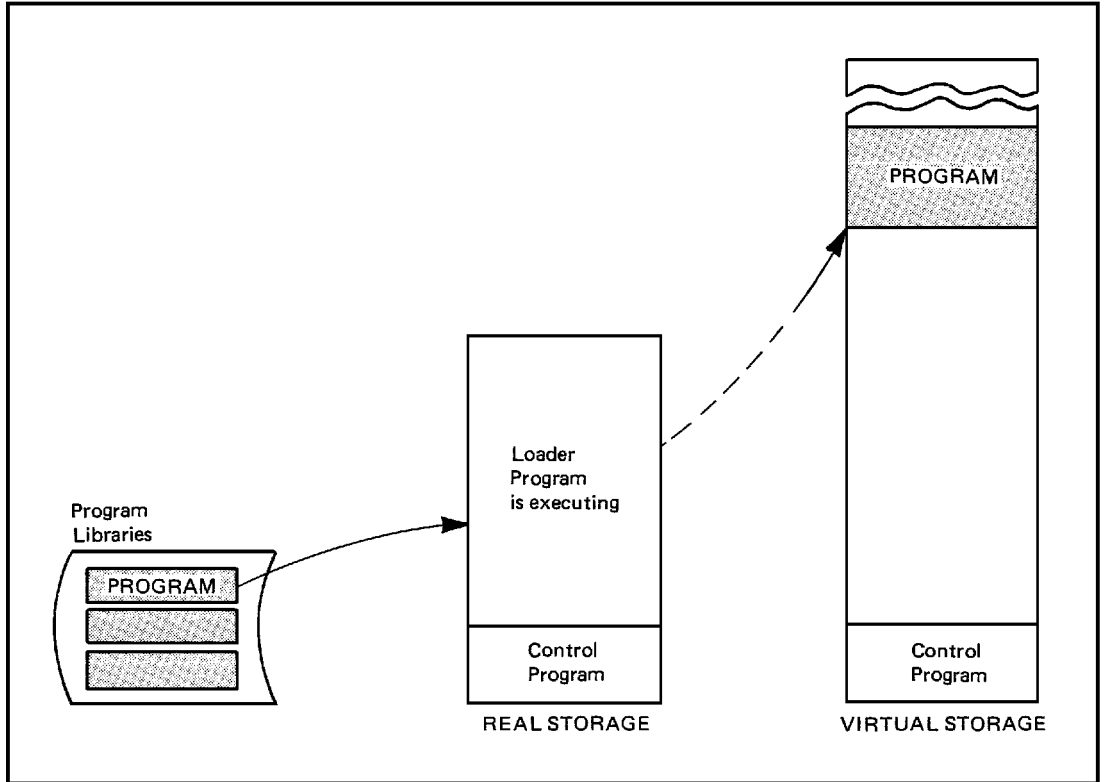 PROGRAM
Loader
Program
is executing
Program
Libraries
PROGRAM
Control
Program
Control
Program
REAL STORAGE
VIRTUAL STORAGE